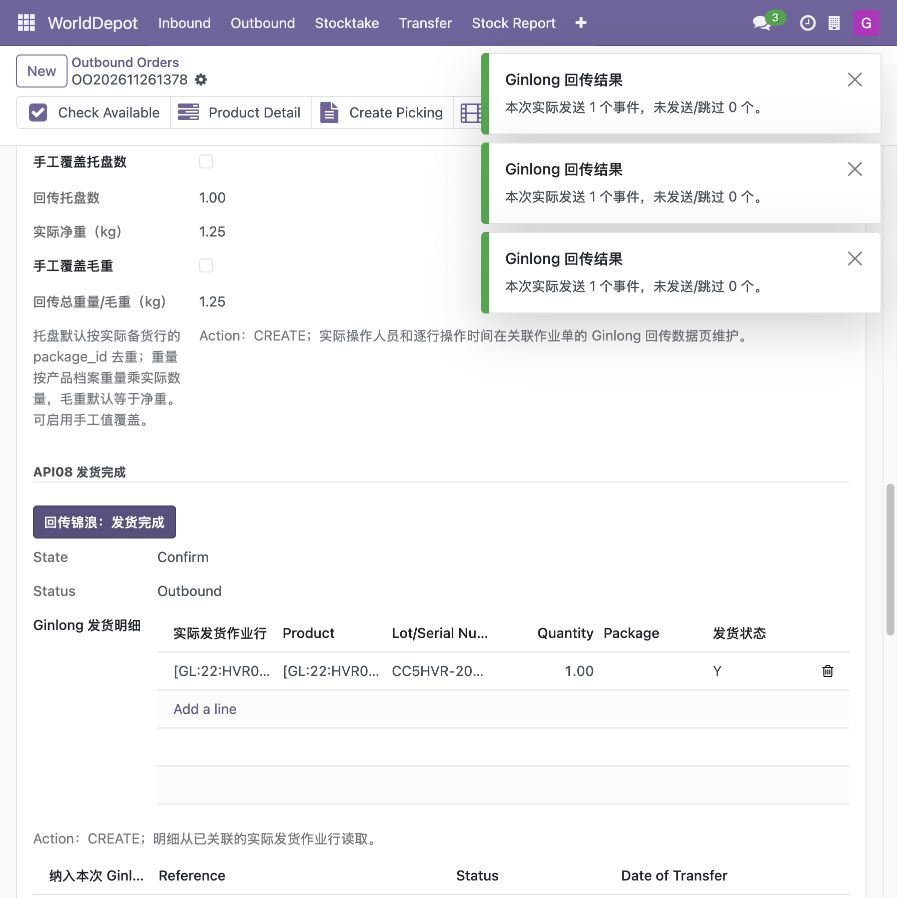 WorldDepot Inbound Outbound Stocktake Transfer Stock Report + 3 G
New
Outbound Orders
OO202611261378
Check Available Product Detail Create Picking
Ginlong 回传结果
本次实际发送 1 个事件，未发送/跳过 0 个。
Ginlong 回传结果
本次实际发送 1 个事件，未发送/跳过 0 个。
Ginlong 回传结果
本次实际发送 1 个事件，未发送/跳过 0 个。
手工覆盖托盘数
回传托盘数 1.00
实际净重（kg） 1.25
手工覆盖毛重
回传总重量/毛重（kg） 1.25
托盘默认按实际备货行的
package_id 去重；重量
按产品档案重量乘实际数
量，毛重默认等于净重。
可启用手工值覆盖。
Action：CREATE；实际操作人员和逐行操作时间在关联作业单的 Ginlong 回传数据页维护。
API08 发货完成
回传锦浪：发货完成
State Confirm
Status Outbound
Ginlong 发货明细
实际发货作业行 Product Lot/Serial Nu... Quantity Package 发货状态
[GL:22:HVR0... [GL:22:HVR0... CC5HVR-20... 1.00 Y
Add a line
Action：CREATE；明细从已关联的实际发货作业行读取。
纳入本次 Ginl... Reference Status Date of Transfer